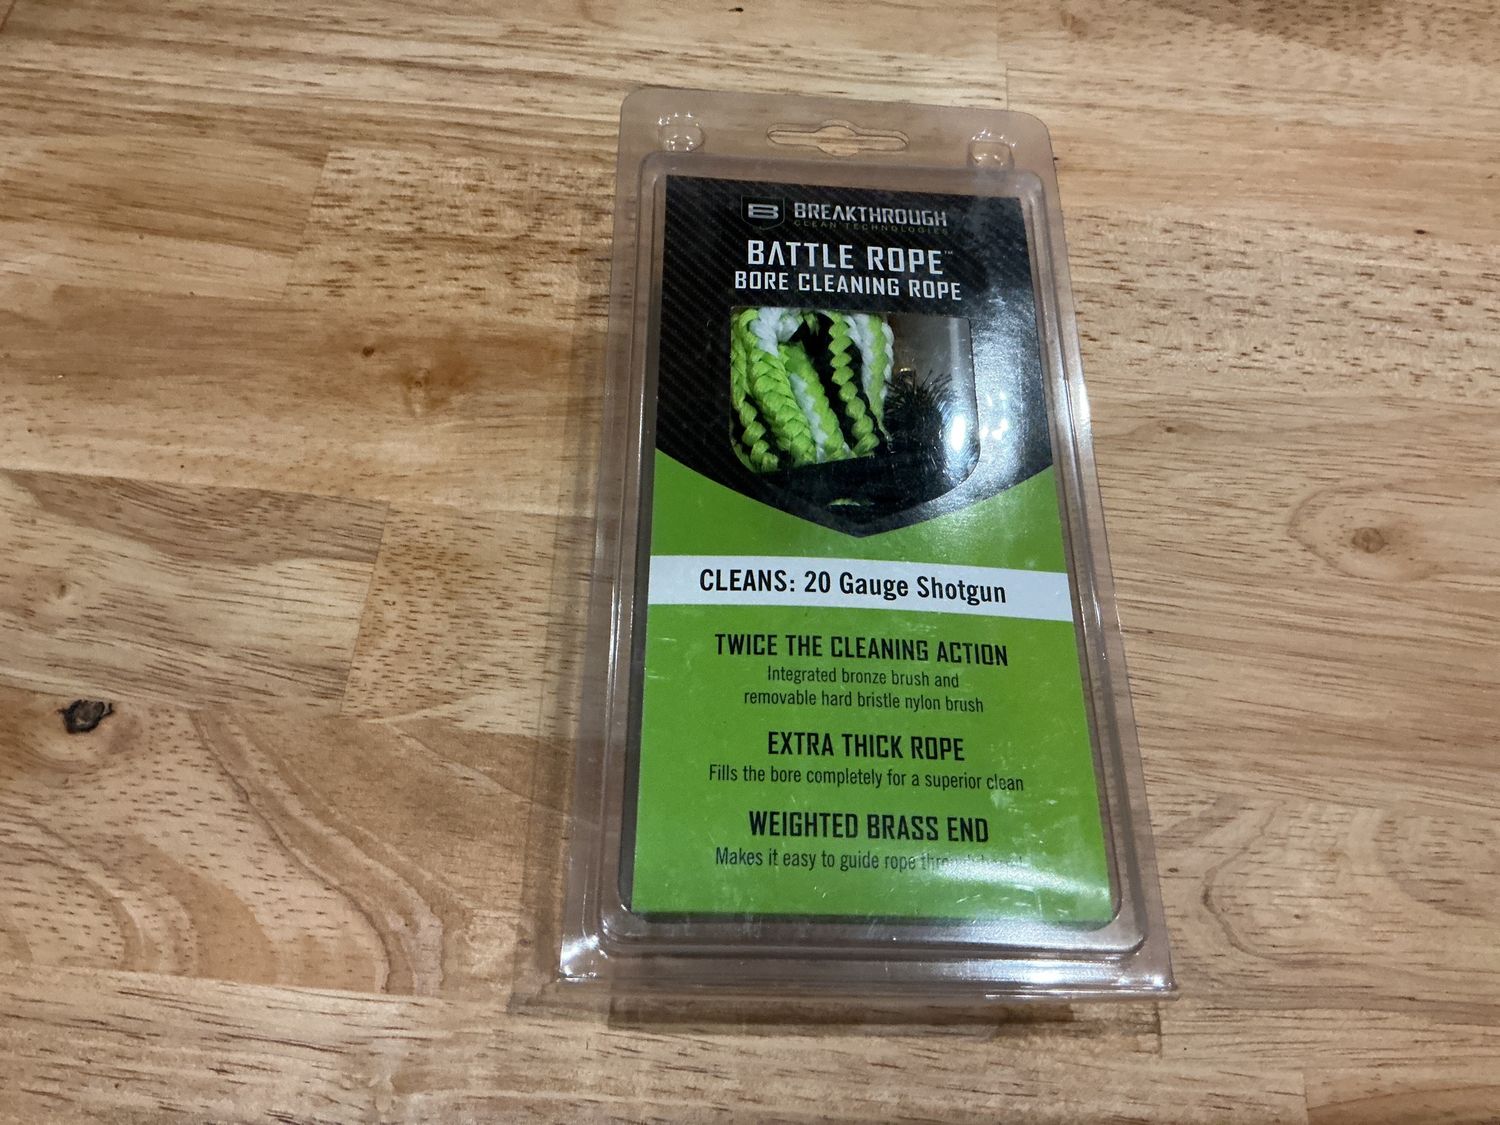 B BREAKTHROUGH
CLEAN TECHNOLOGIES
BATTLE ROPE™
BORE CLEANING ROPE
CLEANS: 20 Gauge Shotgun
TWICE THE CLEANING ACTION
Integrated bronze brush and
removable hard bristle nylon brush
EXTRA THICK ROPE
Fills the bore completely for a superior clean
WEIGHTED BRASS END
Makes it easy to guide rope through